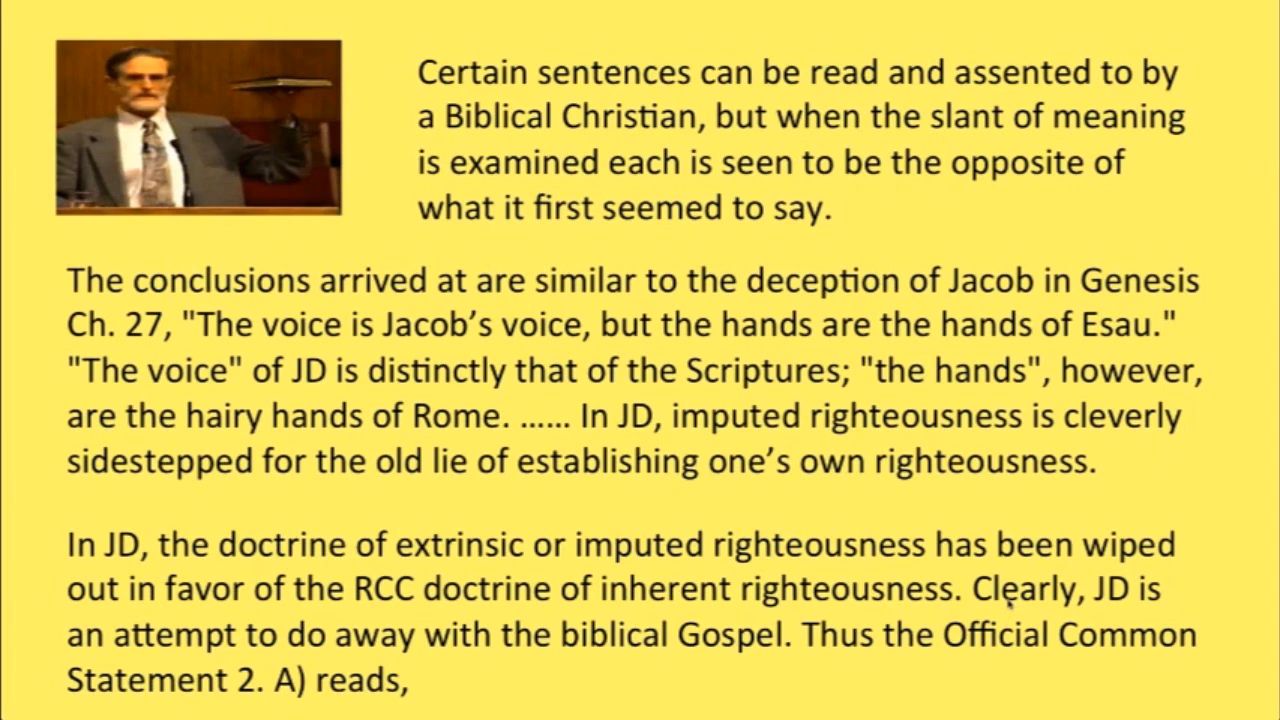 Certain sentences can be read and assented to by
a Biblical Christian, but when the slant of meaning
is examined each is seen to be the opposite of
what it first seemed to say.
The conclusions arrived at are similar to the deception of Jacob in Genesis
Ch. 27, "The voice is Jacob’s voice, but the hands are the hands of Esau."
"The voice" of JD is distinctly that of the Scriptures; "the hands", however,
are the hairy hands of Rome. …… In JD, imputed righteousness is cleverly
sidestepped for the old lie of establishing one’s own righteousness.
In JD, the doctrine of extrinsic or imputed righteousness has been wiped
out in favor of the RCC doctrine of inherent righteousness. Clearly, JD is
an attempt to do away with the biblical Gospel. Thus the Official Common
Statement 2. A) reads,